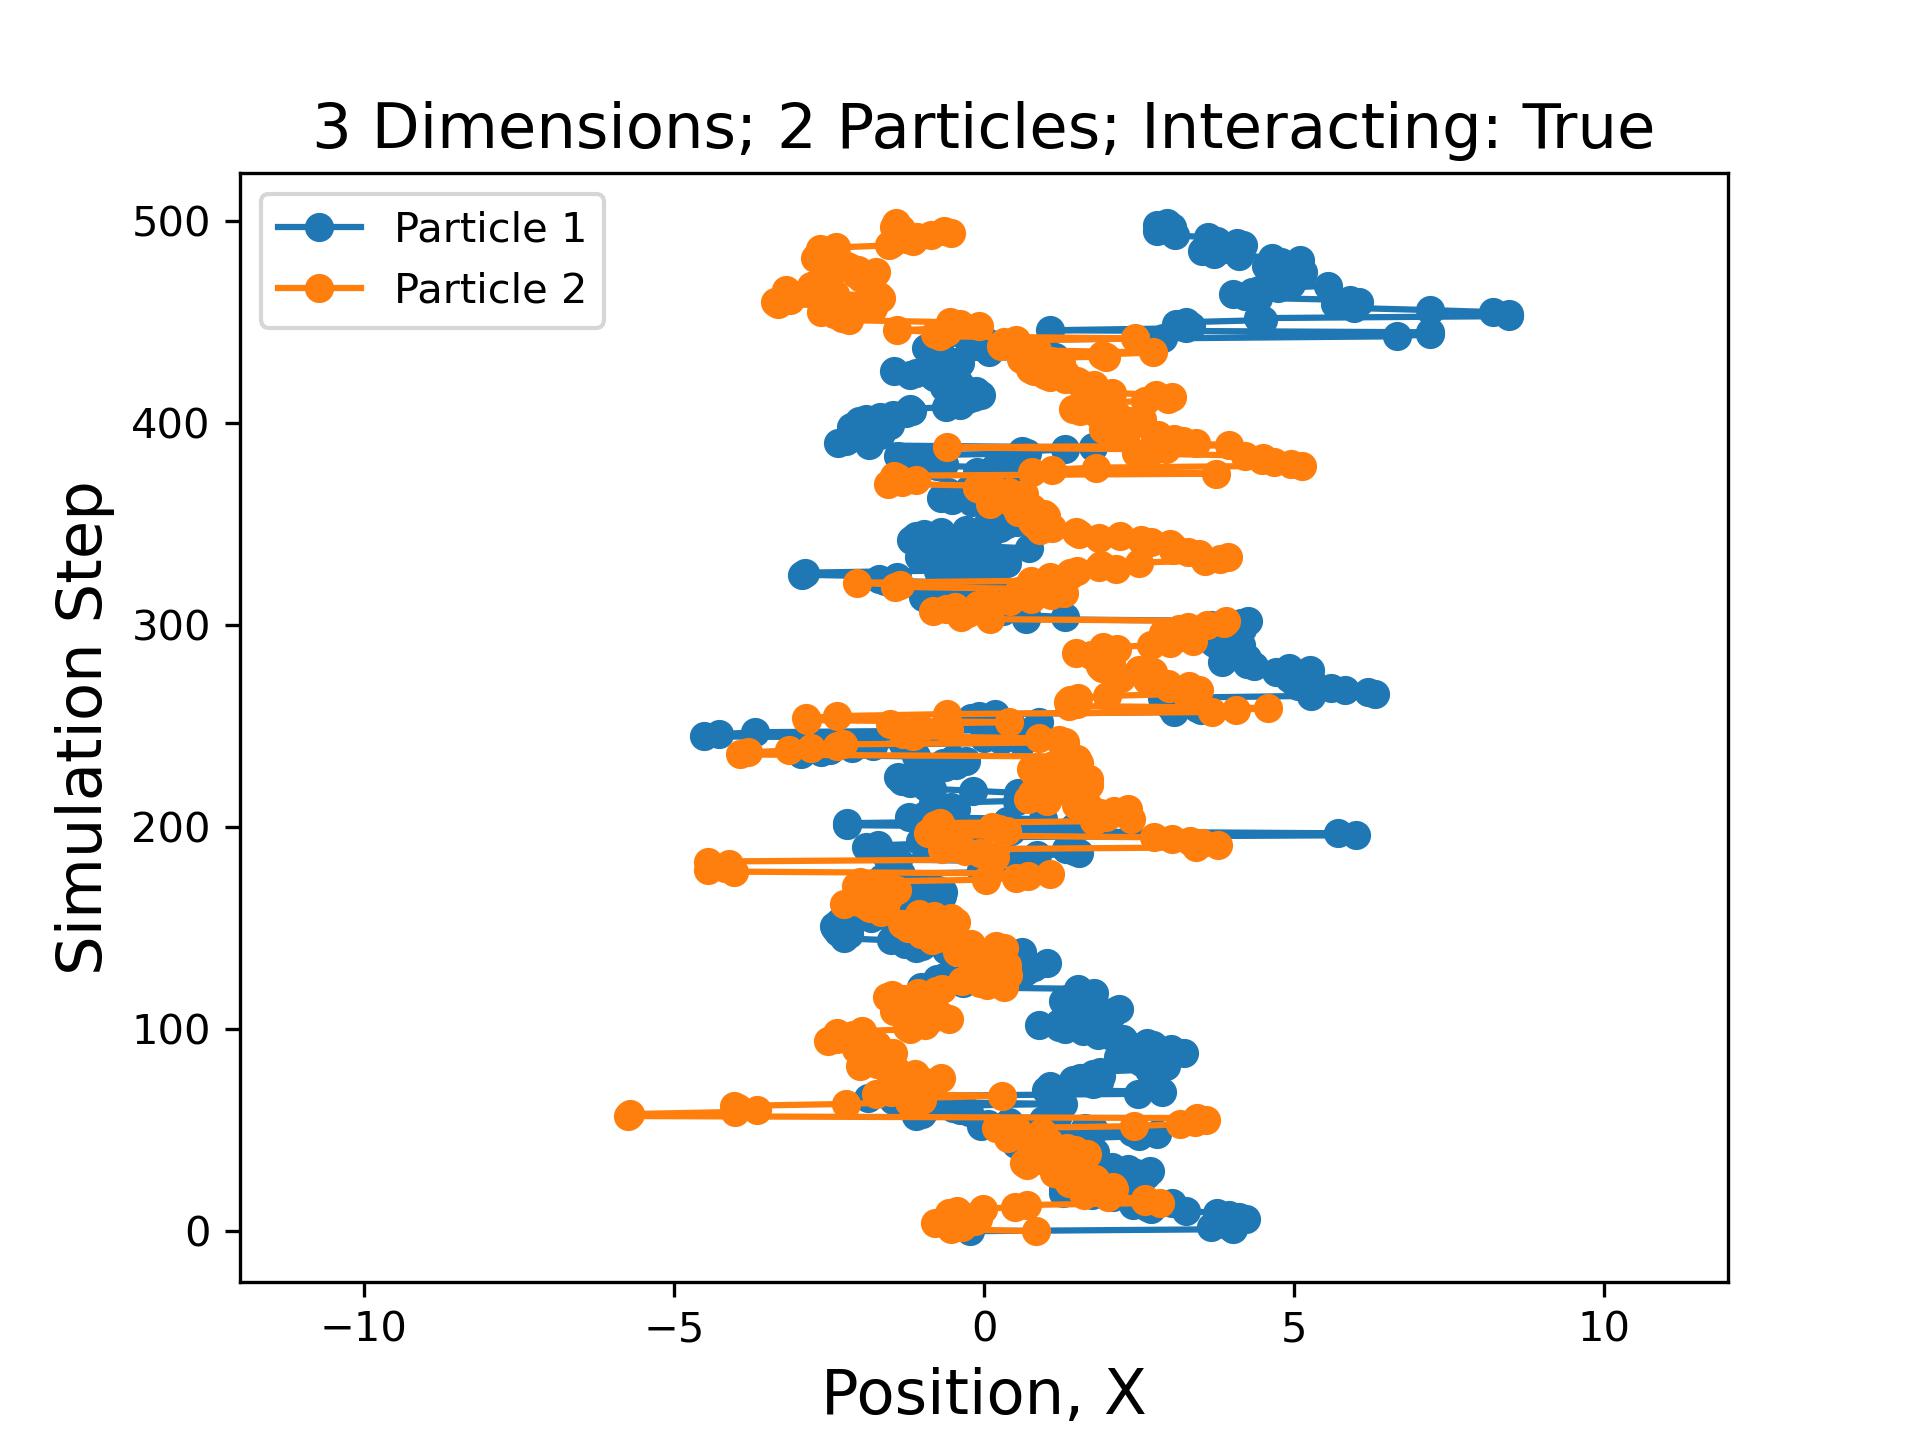 3 Dimensions; 2 Particles; Interacting: True
Particle 1
Particle 2
Simulation Step
500
400
300
200
100
0
−10
−5
0
5
10
Position, X